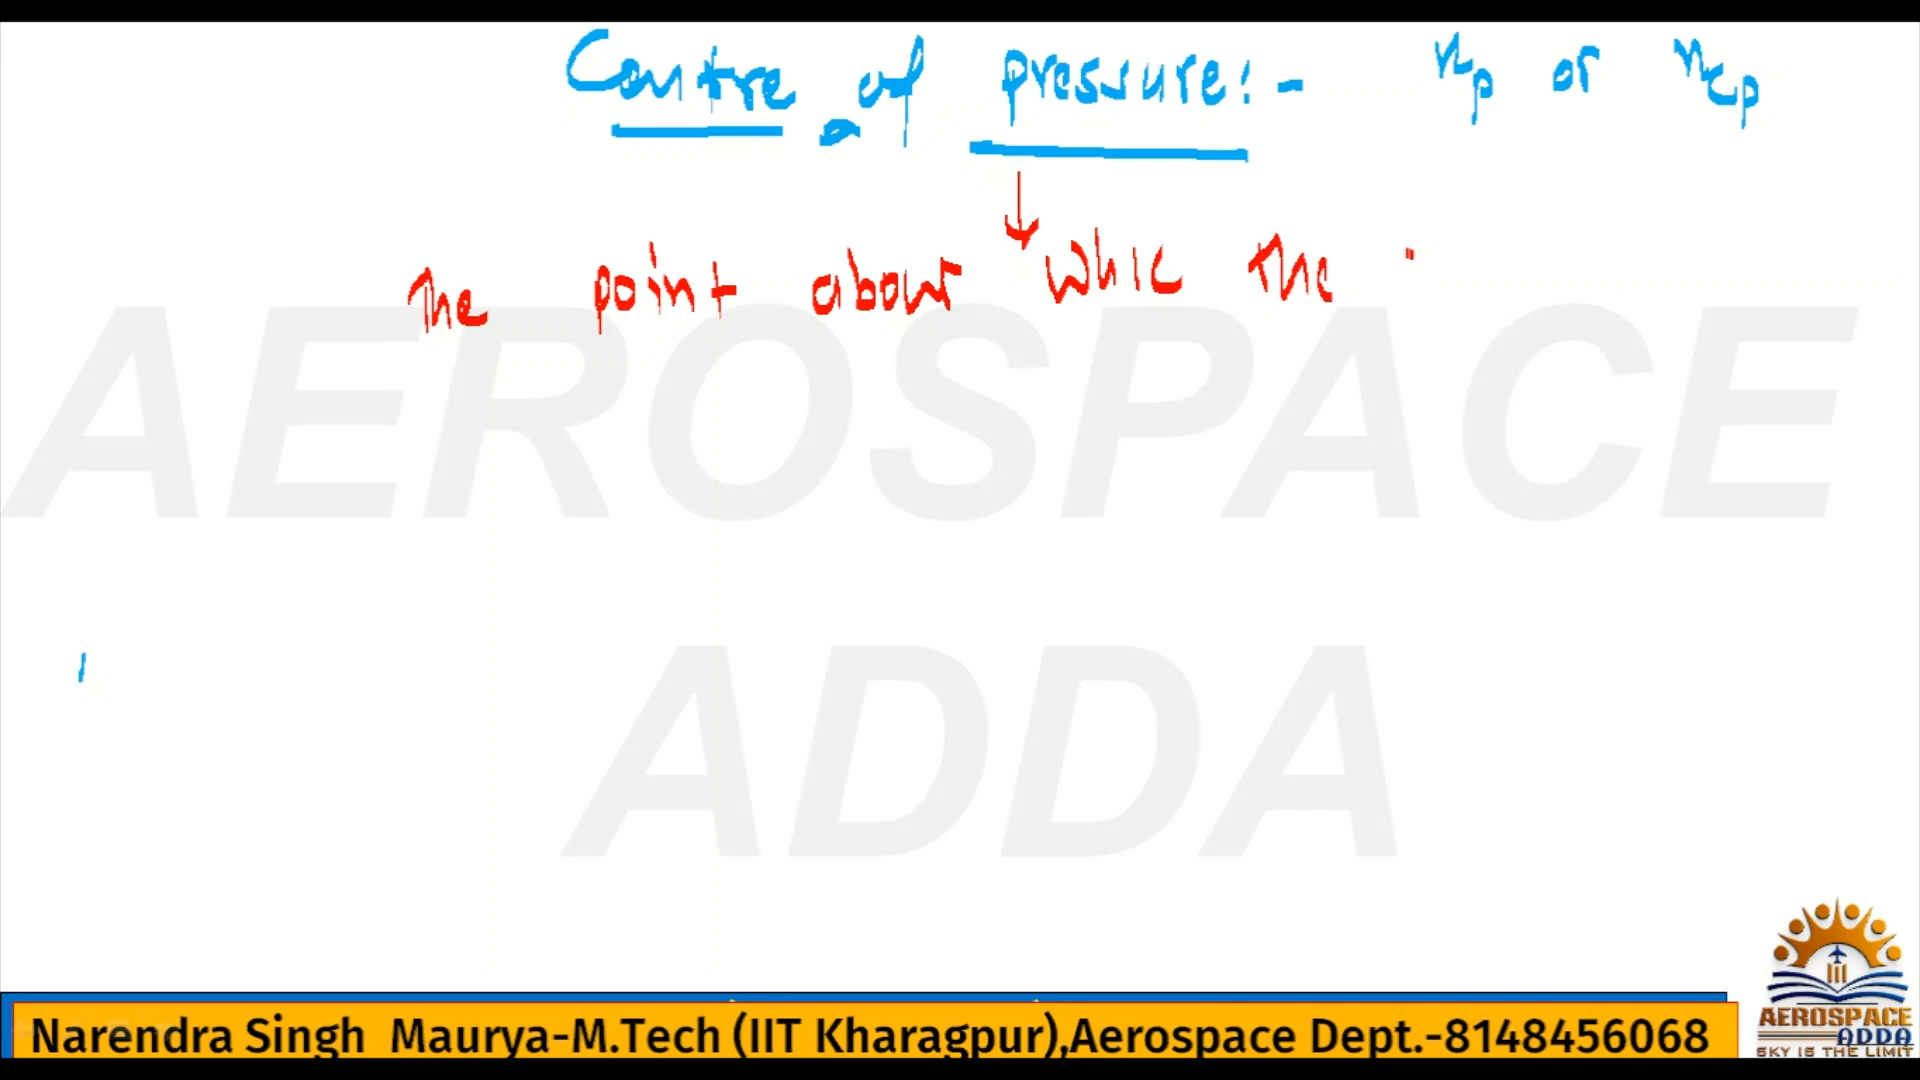 Centre of pressure:- xp or xcp
The point about whic the
AEROSPACE
ADDA
Narendra Singh Maurya-M.Tech (IIT Kharagpur),Aerospace Dept.-8148456068
AEROSPACE
ADDA
SKY IS THE LIMIT